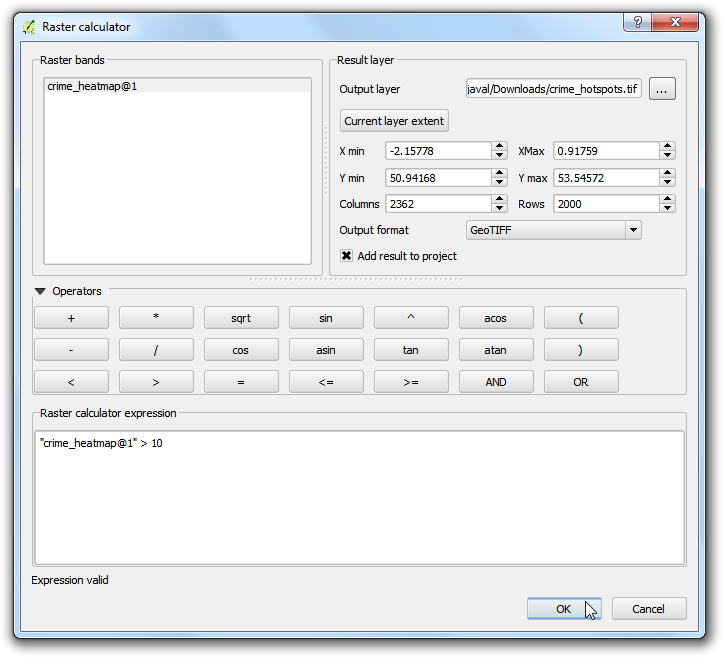 Raster calculator
?
Raster bands
crime_heatmap@1
Result layer
Output layer javal/Downloads/crime_hotspots.tif ...
Current layer extent
X min -2.15778 XMax 0.91759
Y min 50.94168 Y max 53.54572
Columns 2362 Rows 2000
Output format GeoTIFF
Add result to project
Operators
+ * sqrt sin ^ acos (
- / cos asin tan atan )
< > = <= >= AND OR
Raster calculator expression
"crime_heatmap@1" > 10
Expression valid
OK Cancel